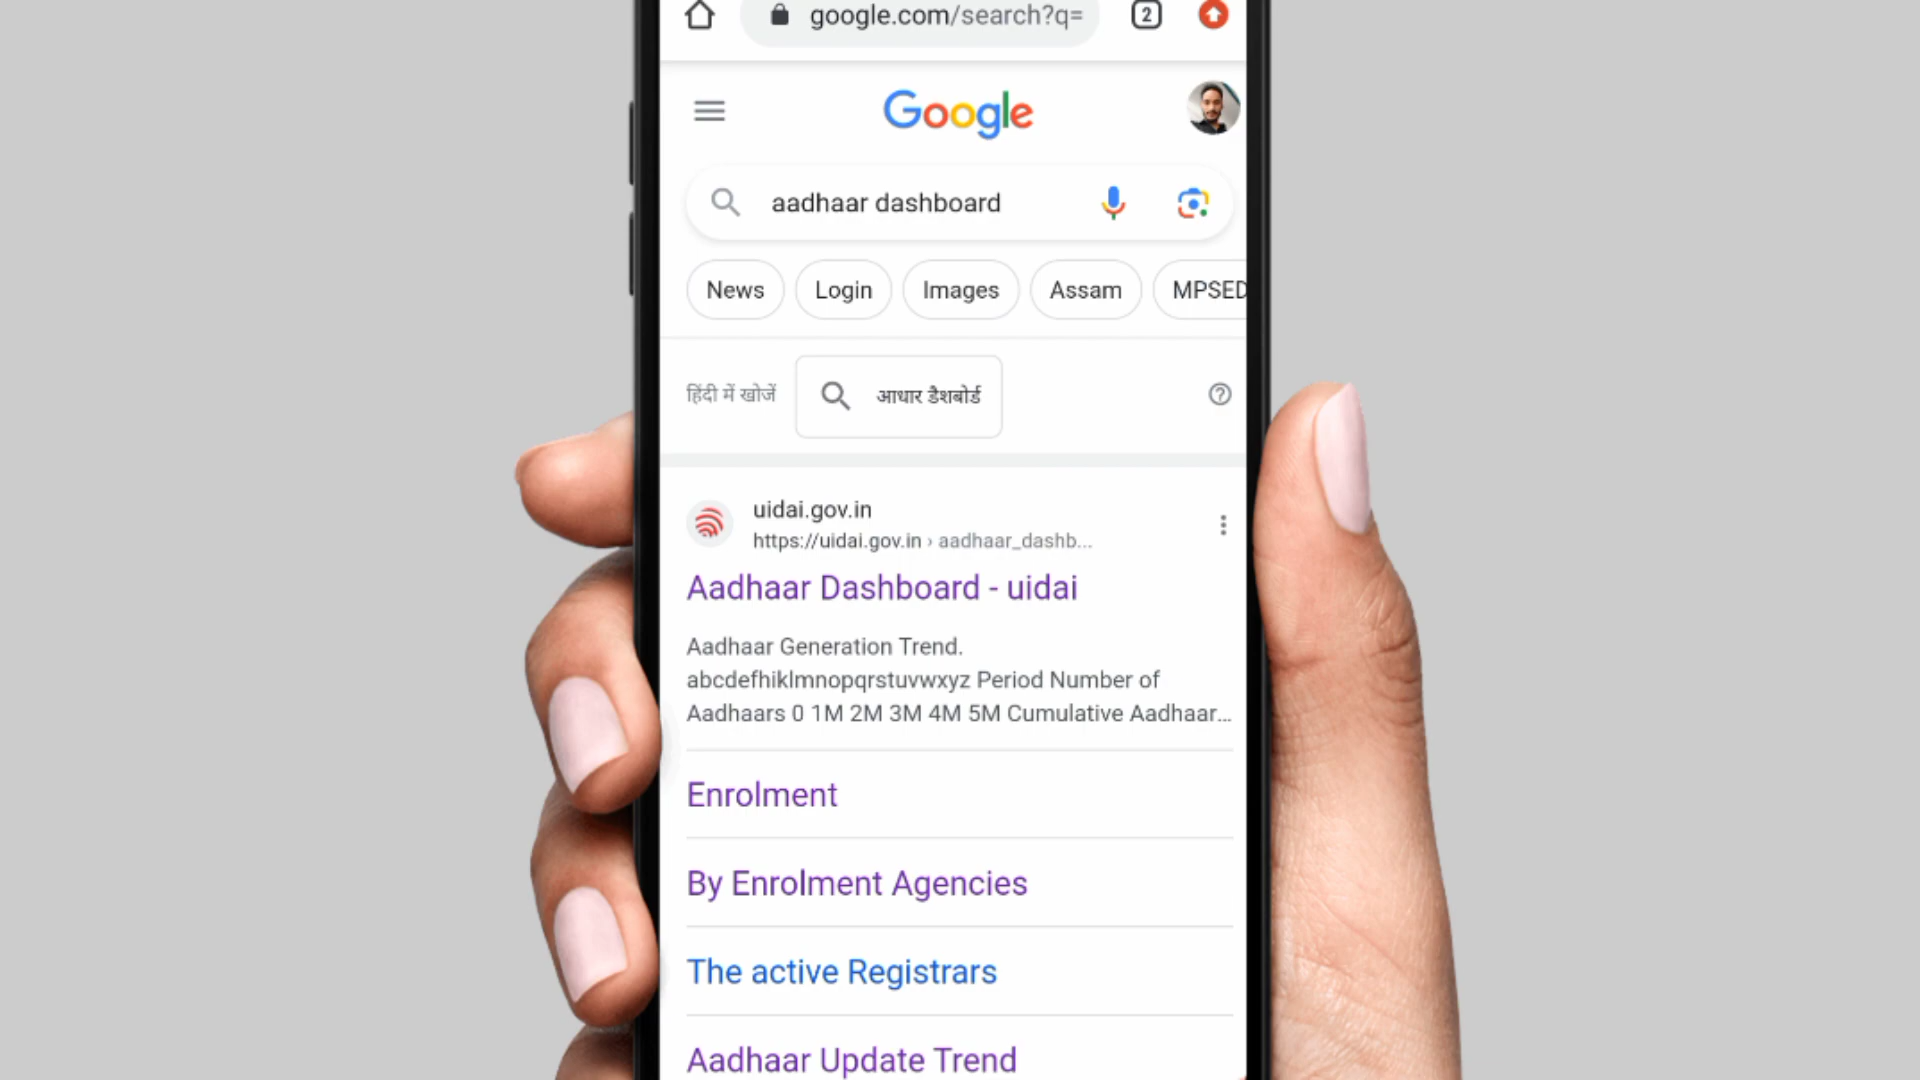 google.com/search?q=
2
Google
aadhaar dashboard
News
Login
Images
Assam
MPSED
हिंदी में खोजें
आधार डैशबोर्ड
uidai.gov.in
https://uidai.gov.in › aadhaar_dashb...
Aadhaar Dashboard - uidai
Aadhaar Generation Trend.
abcdefhiklmnopqrstuvwxyz Period Number of
Aadhaars 0 1M 2M 3M 4M 5M Cumulative Aadhaar...
Enrolment
By Enrolment Agencies
The active Registrars
Aadhaar Update Trend